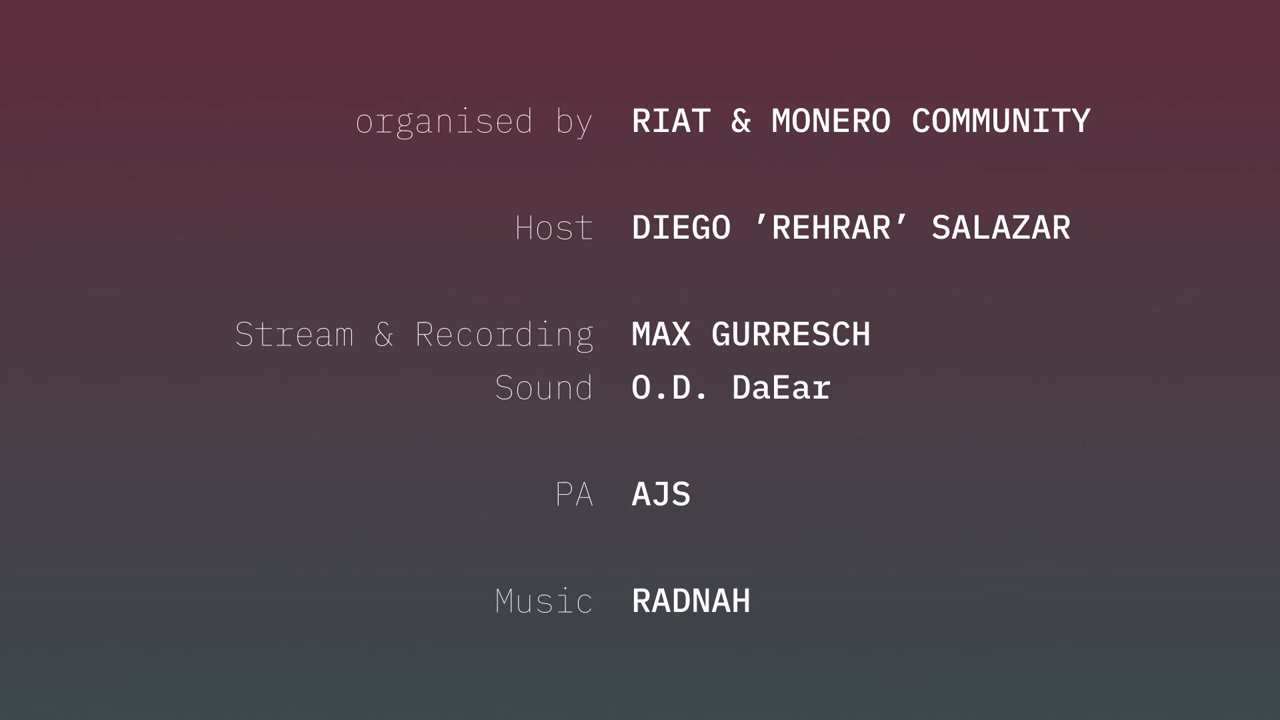 organised by RIAT & MONERO COMMUNITY
Host DIEGO ’REHRAR’ SALAZAR
Stream & Recording MAX GURRESCH
Sound O.D. DaEar
PA AJS
Music RADNAH